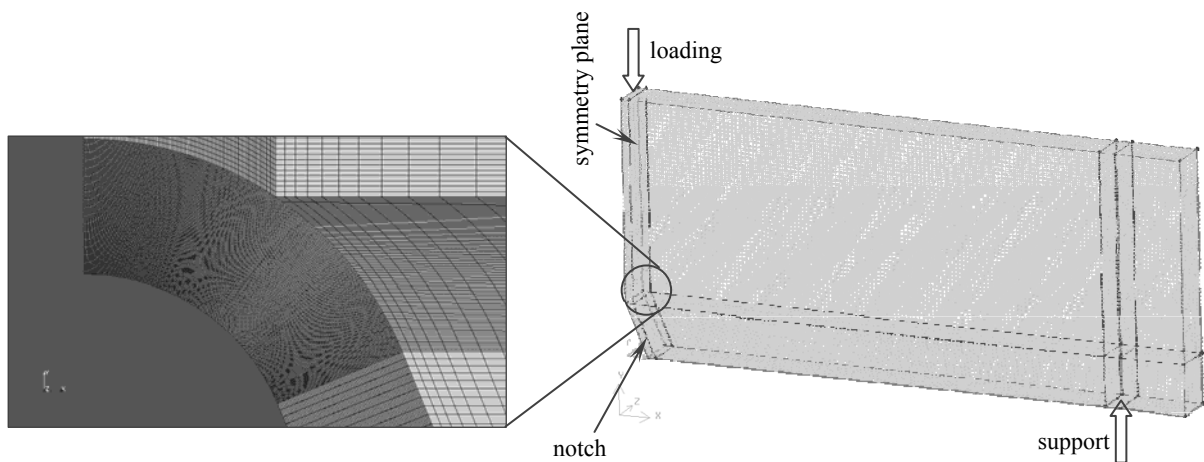 loading
symmetry plane
notch
support
Y
Z
X